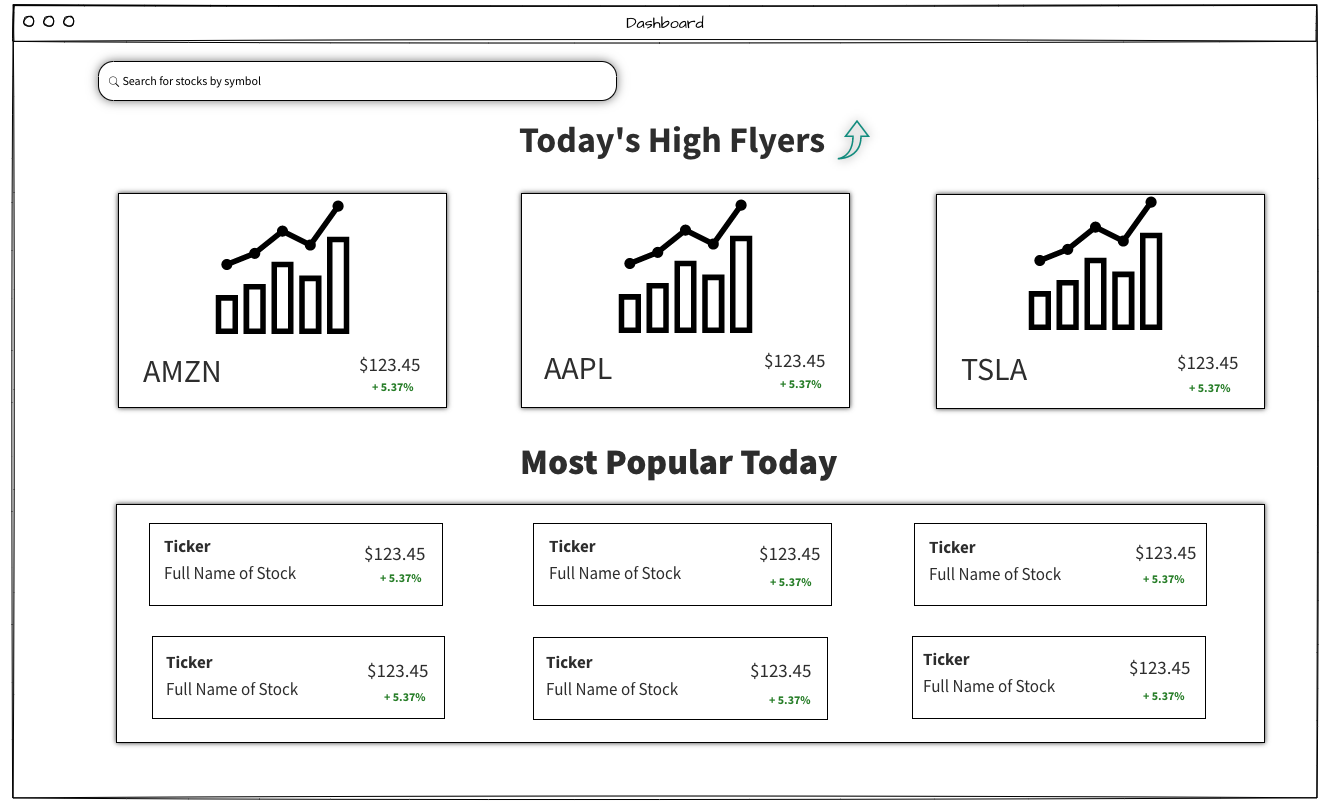 Dashboard
Search for stocks by symbol
Today's High Flyers
AMZN
$123.45
+ 5.37%
AAPL
$123.45
+ 5.37%
TSLA
$123.45
+ 5.37%
Most Popular Today
Ticker
Full Name of Stock
$123.45
+ 5.37%
Ticker
Full Name of Stock
$123.45
+ 5.37%
Ticker
Full Name of Stock
$123.45
+ 5.37%
Ticker
Full Name of Stock
$123.45
+ 5.37%
Ticker
Full Name of Stock
$123.45
+ 5.37%
Ticker
Full Name of Stock
$123.45
+ 5.37%